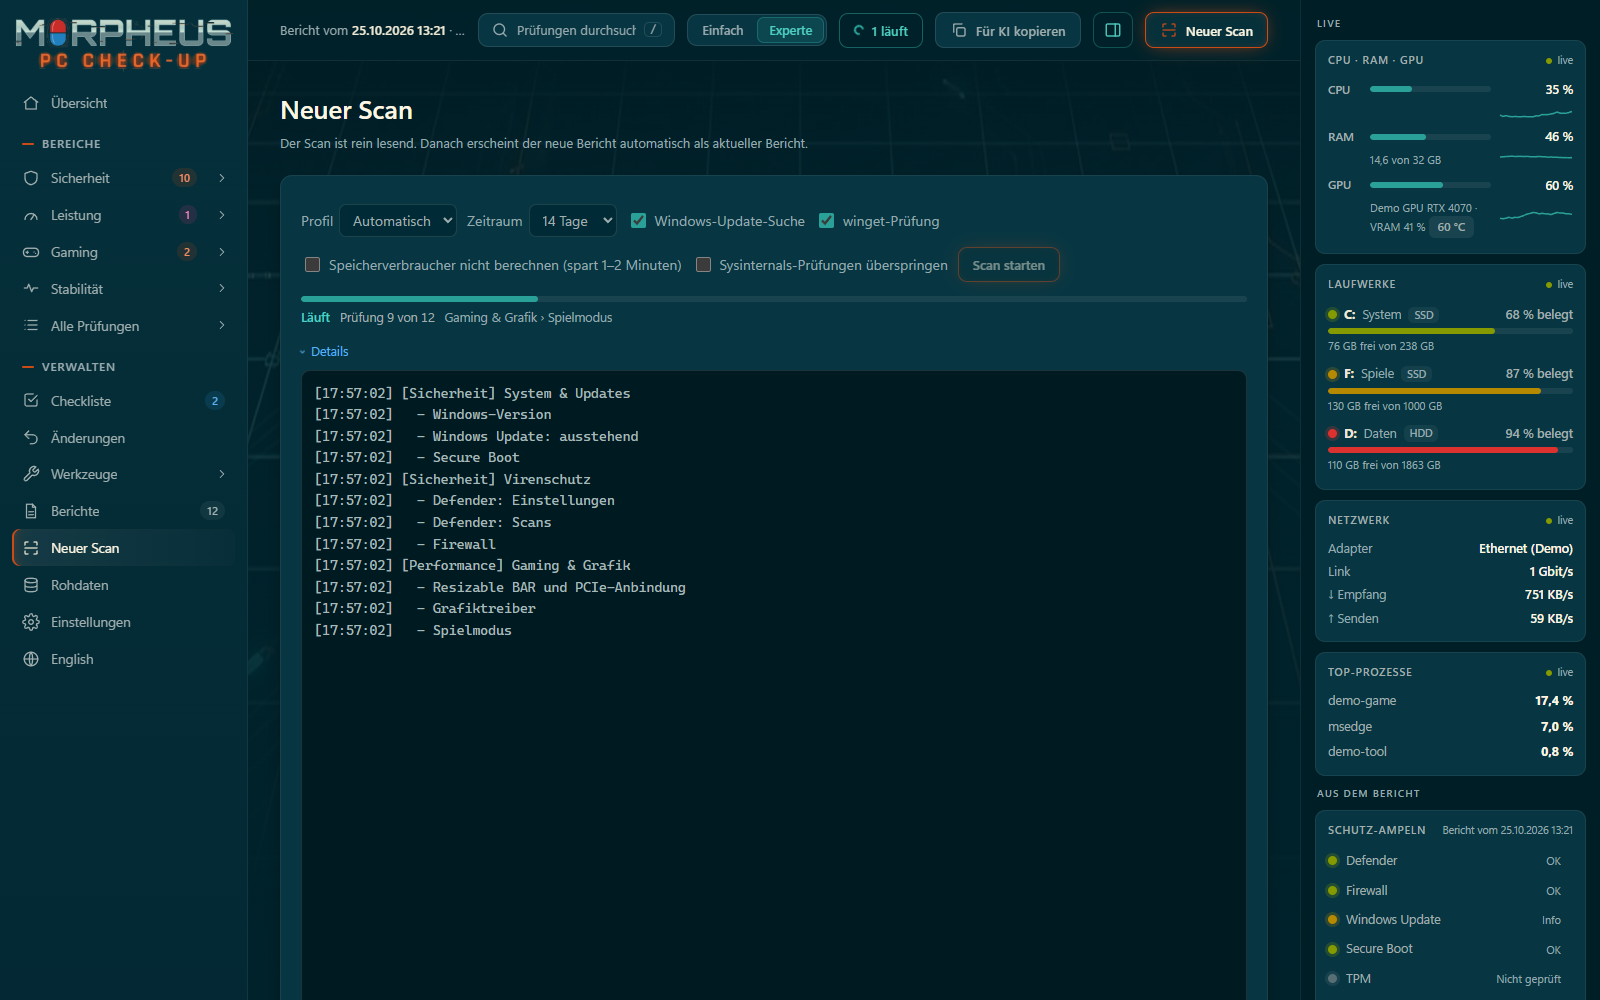 MORPHEUS
PC CHECK-UP
Übersicht
BEREICHE
Sicherheit 10
Leistung 1
Gaming 2
Stabilität
Alle Prüfungen
VERWALTEN
Checkliste 2
Änderungen
Werkzeuge
Berichte 12
Neuer Scan
Rohdaten
Einstellungen
English
Bericht vom 25.10.2026 13:21 · ...
Prüfungen durchsuch /
Einfach Experte
1 läuft
Für KI kopieren
Neuer Scan
Neuer Scan
Der Scan ist rein lesend. Danach erscheint der neue Bericht automatisch als aktueller Bericht.
Profil Automatisch Zeitraum 14 Tage Windows-Update-Suche winget-Prüfung
Speicherverbraucher nicht berechnen (spart 1–2 Minuten) Sysinternals-Prüfungen überspringen Scan starten
Läuft Prüfung 9 von 12 Gaming & Grafik › Spielmodus
Details
[17:57:02] [Sicherheit] System & Updates
[17:57:02] – Windows-Version
[17:57:02] – Windows Update: ausstehend
[17:57:02] – Secure Boot
[17:57:02] [Sicherheit] Virenschutz
[17:57:02] – Defender: Einstellungen
[17:57:02] – Defender: Scans
[17:57:02] – Firewall
[17:57:02] [Performance] Gaming & Grafik
[17:57:02] – Resizable BAR und PCIe-Anbindung
[17:57:02] – Grafiktreiber
[17:57:02] – Spielmodus
LIVE
CPU · RAM · GPU live
CPU 35 %
RAM 46 %
14,6 von 32 GB
GPU 60 %
Demo GPU RTX 4070 ·
VRAM 41 % 60 °C
LAUFWERKE live
C: System SSD 68 % belegt
76 GB frei von 238 GB
F: Spiele SSD 87 % belegt
130 GB frei von 1000 GB
D: Daten HDD 94 % belegt
110 GB frei von 1863 GB
NETZWERK live
Adapter Ethernet (Demo)
Link 1 Gbit/s
↓ Empfang 751 KB/s
↑ Senden 59 KB/s
TOP-PROZESSE live
demo-game 17,4 %
msedge 7,0 %
demo-tool 0,8 %
AUS DEM BERICHT
SCHUTZ-AMPELN Bericht vom 25.10.2026 13:21
Defender OK
Firewall OK
Windows Update Info
Secure Boot OK
TPM Nicht geprüft